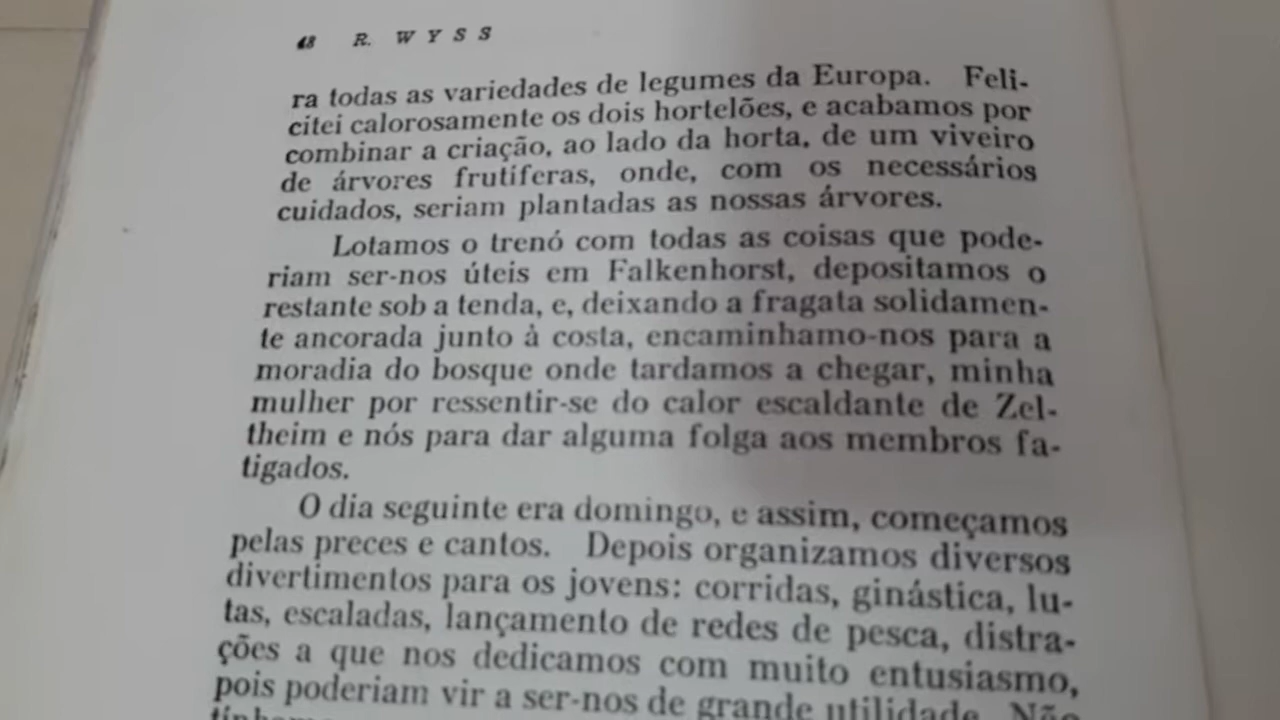 48 R. WYSS
ra todas as variedades de legumes da Europa. Feli-
citei calorosamente os dois hortelões, e acabamos por
combinar a criação, ao lado da horta, de um viveiro
de árvores frutíferas, onde, com os necessários
cuidados, seriam plantadas as nossas árvores.
Lotamos o trenó com todas as coisas que pode-
riam ser-nos úteis em Falkenhorst, depositamos o
restante sob a tenda, e, deixando a fragata solidamen-
te ancorada junto à costa, encaminhamo-nos para a
moradia do bosque onde tardamos a chegar, minha
mulher por ressentir-se do calor escaldante de Zel-
theim e nós para dar alguma folga aos membros fa-
tigados.
O dia seguinte era domingo, e assim, começamos
pelas preces e cantos. Depois organizamos diversos
divertimentos para os jovens: corridas, ginástica, lu-
tas, escaladas, lançamento de redes de pesca, distra-
ções a que nos dedicamos com muito entusiasmo,
pois poderiam vir a ser-nos de grande utilidade. Não